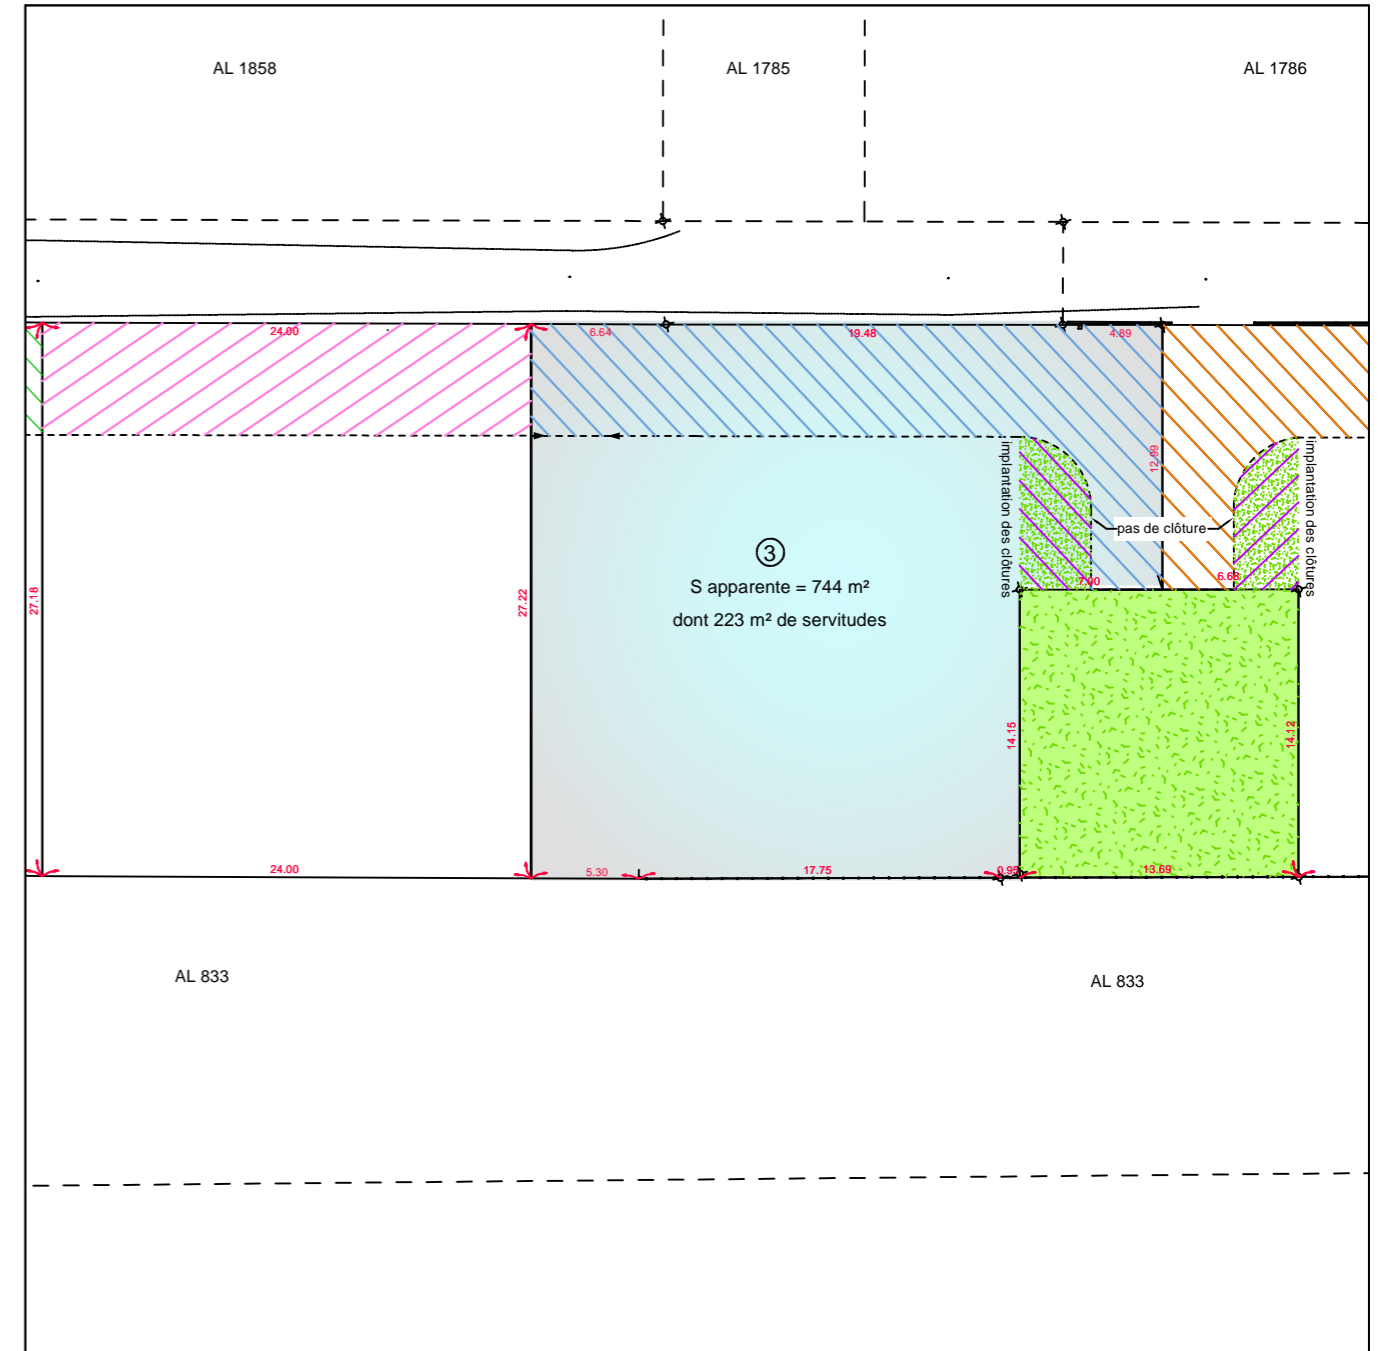 AL 1858
AL 1785
AL 1786
24.00
6.64
19.48
4.89
12.99
implantation des clôtures
implantation des clôtures
pas de clôture
3
S apparente = 744 m²
dont 223 m² de servitudes
7.00
6.68
27.18
27.22
14.15
14.12
24.00
5.30
17.75
0.95
13.69
AL 833
AL 833